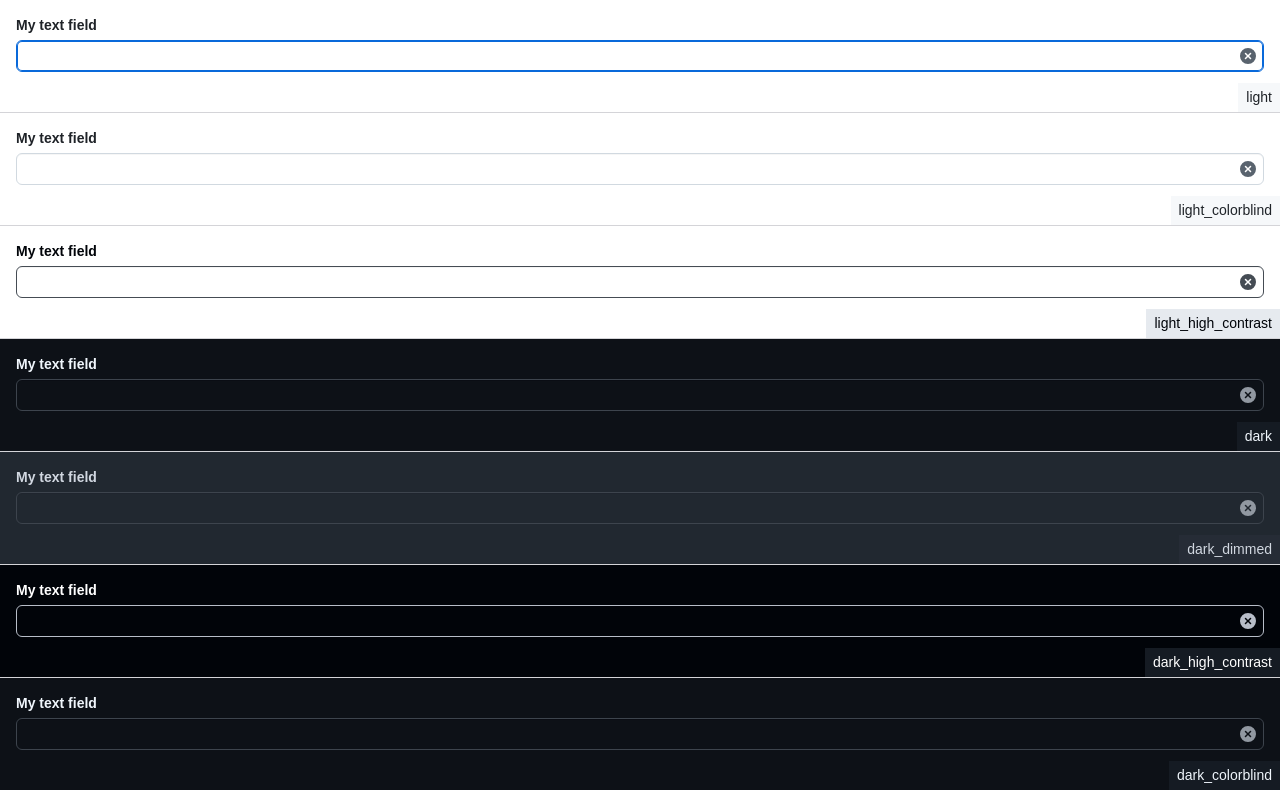 My text field
light
My text field
light_colorblind
My text field
light_high_contrast
My text field
dark
My text field
dark_dimmed
My text field
dark_high_contrast
My text field
dark_colorblind